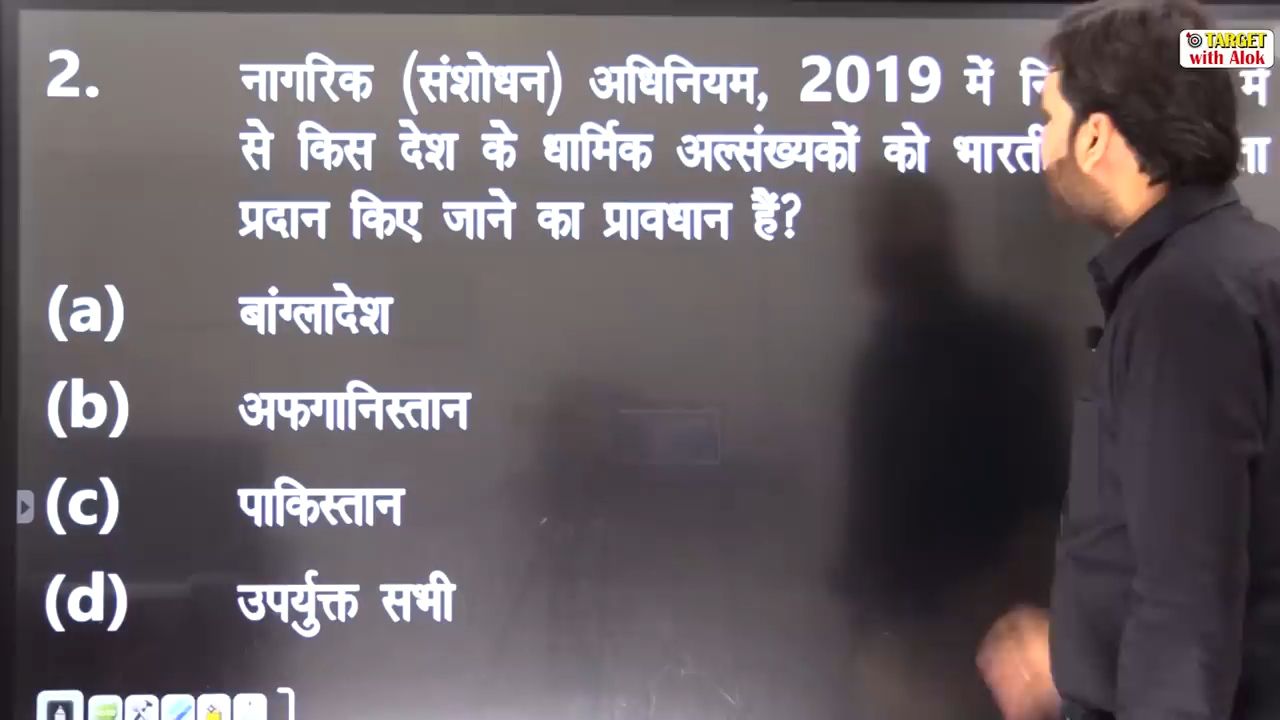 TARGET
with Alok
2. नागरिक (संशोधन) अधिनियम, 2019 में में
से किस देश के धार्मिक अल्संख्यकों को
प्रदान किए जाने का प्रावधान हैं?
(a) बांग्लादेश
(b) अफगानिस्तान
(c) पाकिस्तान
(d) उपर्युक्त सभी